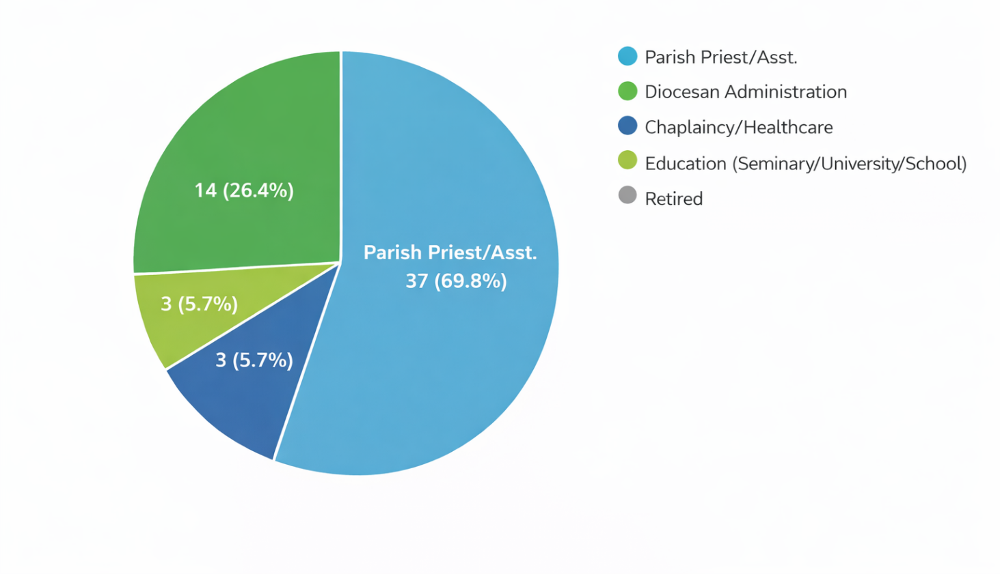 14 (26.4%)
Parish Priest/Asst.
37 (69.8%)
3 (5.7%)
3 (5.7%)
Parish Priest/Asst.
Diocesan Administration
Chaplaincy/Healthcare
Education (Seminary/University/School)
Retired